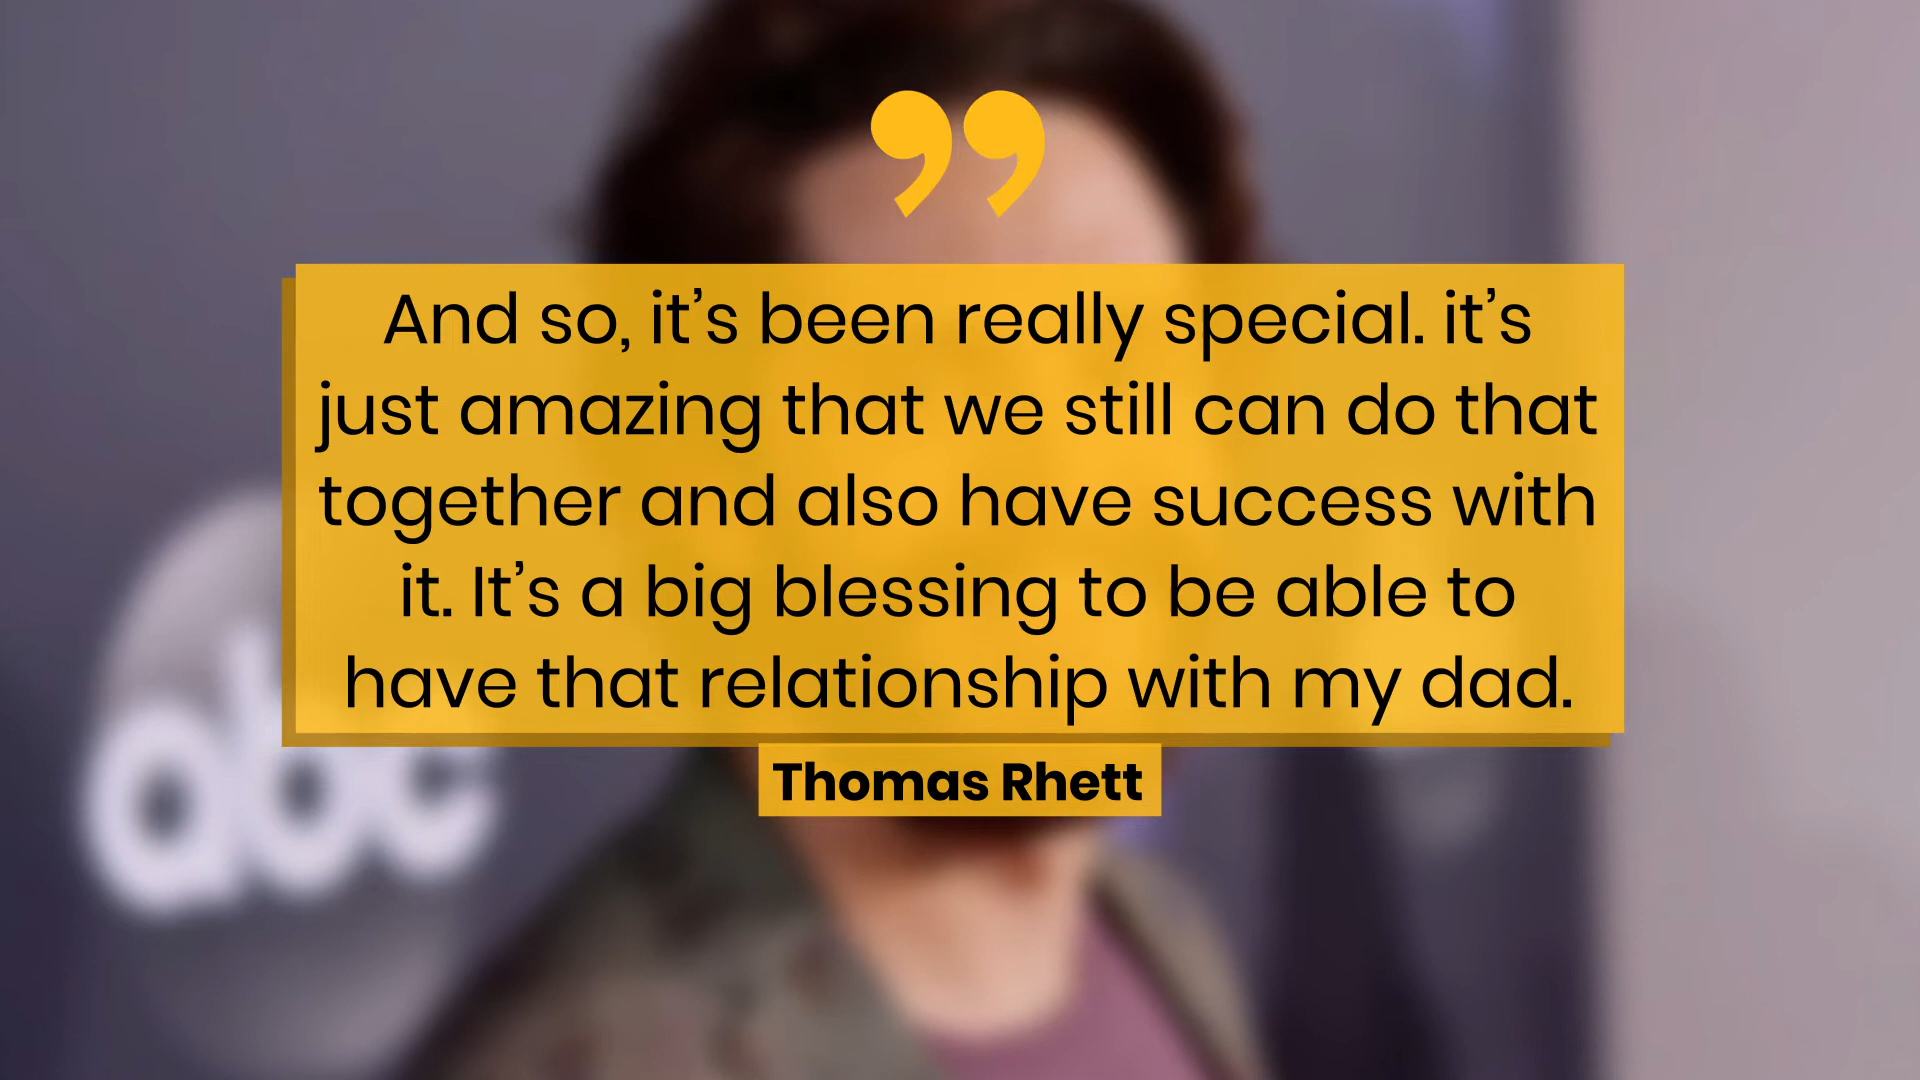 ”
And so, it’s been really special. it’s
just amazing that we still can do that
together and also have success with
it. It’s a big blessing to be able to
have that relationship with my dad.
Thomas Rhett
abc